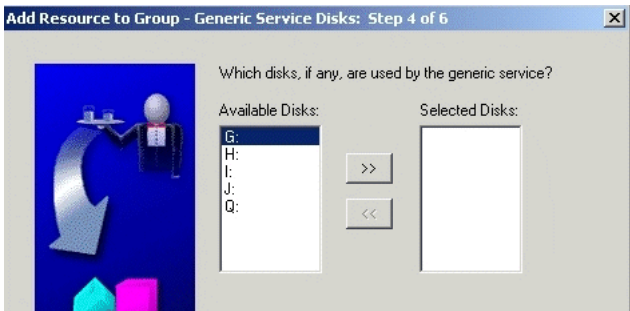 Add Resource to Group - Generic Service Disks: Step 4 of 6
Which disks, if any, are used by the generic service?
Available Disks:
Selected Disks:
G:
H:
I:
J:
Q:
>>
<<